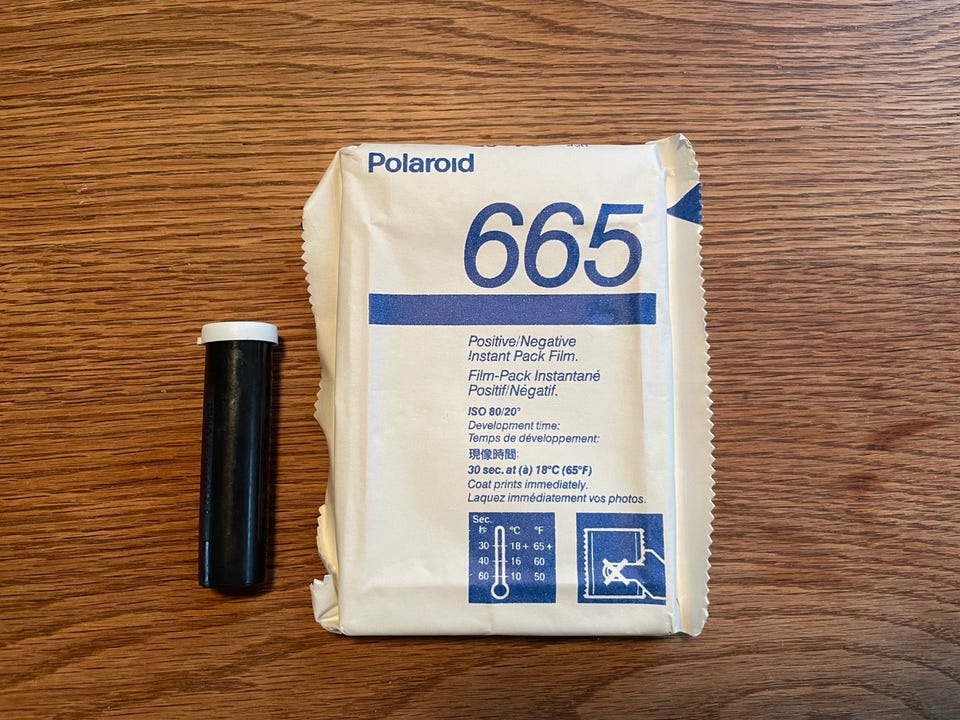 Polaroid
665
Positive/Negative
Instant Pack Film.
Film-Pack Instantané
Positif/Négatif.
ISO 80/20°
Development time:
Temps de développement:
現像時間:
30 sec. at (à) 18°C (65°F)
Coat prints immediately.
Laquez immédiatement vos photos.
Sec.
秒 °C °F
30 18+ 65+
40 16 60
60 10 50